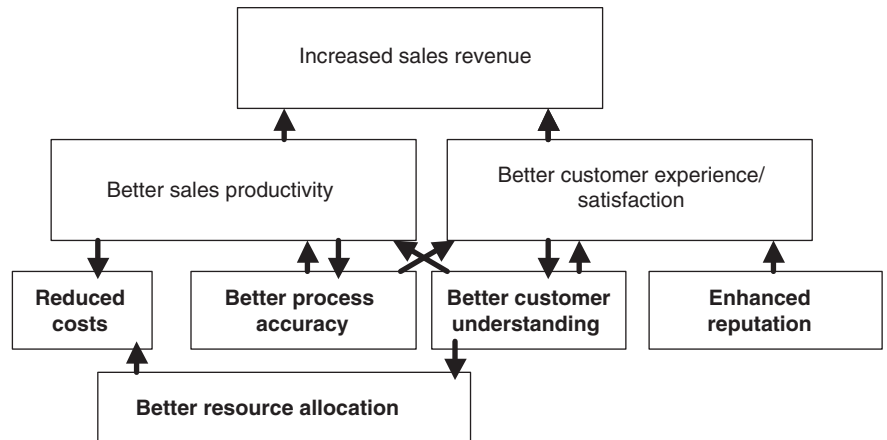 Increased sales revenue
Better sales productivity
Better customer experience/
satisfaction
Reduced
costs
Better process
accuracy
Better customer
understanding
Enhanced
reputation
Better resource allocation